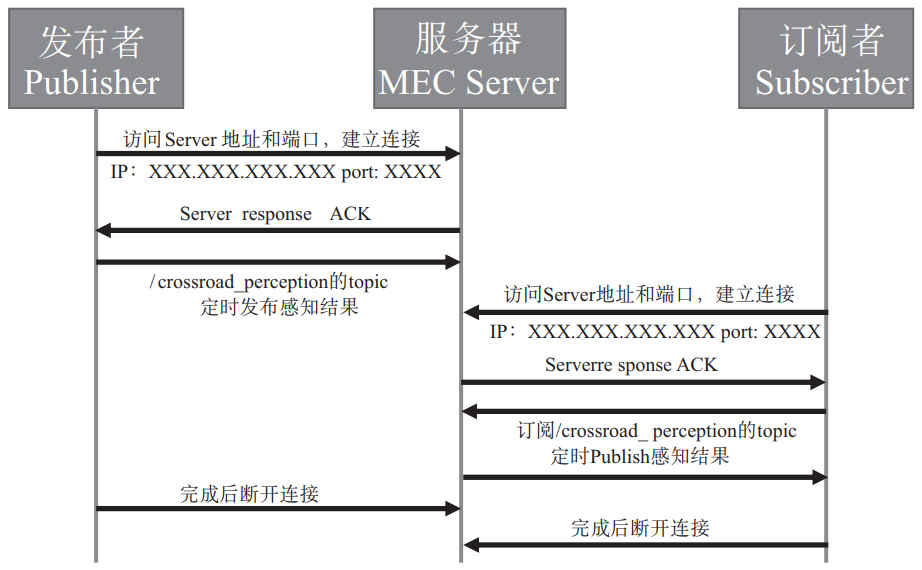 发布者
Publisher
服务器
MEC Server
订阅者
Subscriber
访问Server 地址和端口，建立连接
IP：XXX.XXX.XXX.XXX port: XXXX
Server response ACK
/crossroad_perception的topic
定时发布感知结果
访问Server地址和端口，建立连接
IP：XXX.XXX.XXX.XXX port: XXXX
Serverre sponse ACK
订阅/crossroad_ perception的topic
定时Publish感知结果
完成后断开连接
完成后断开连接